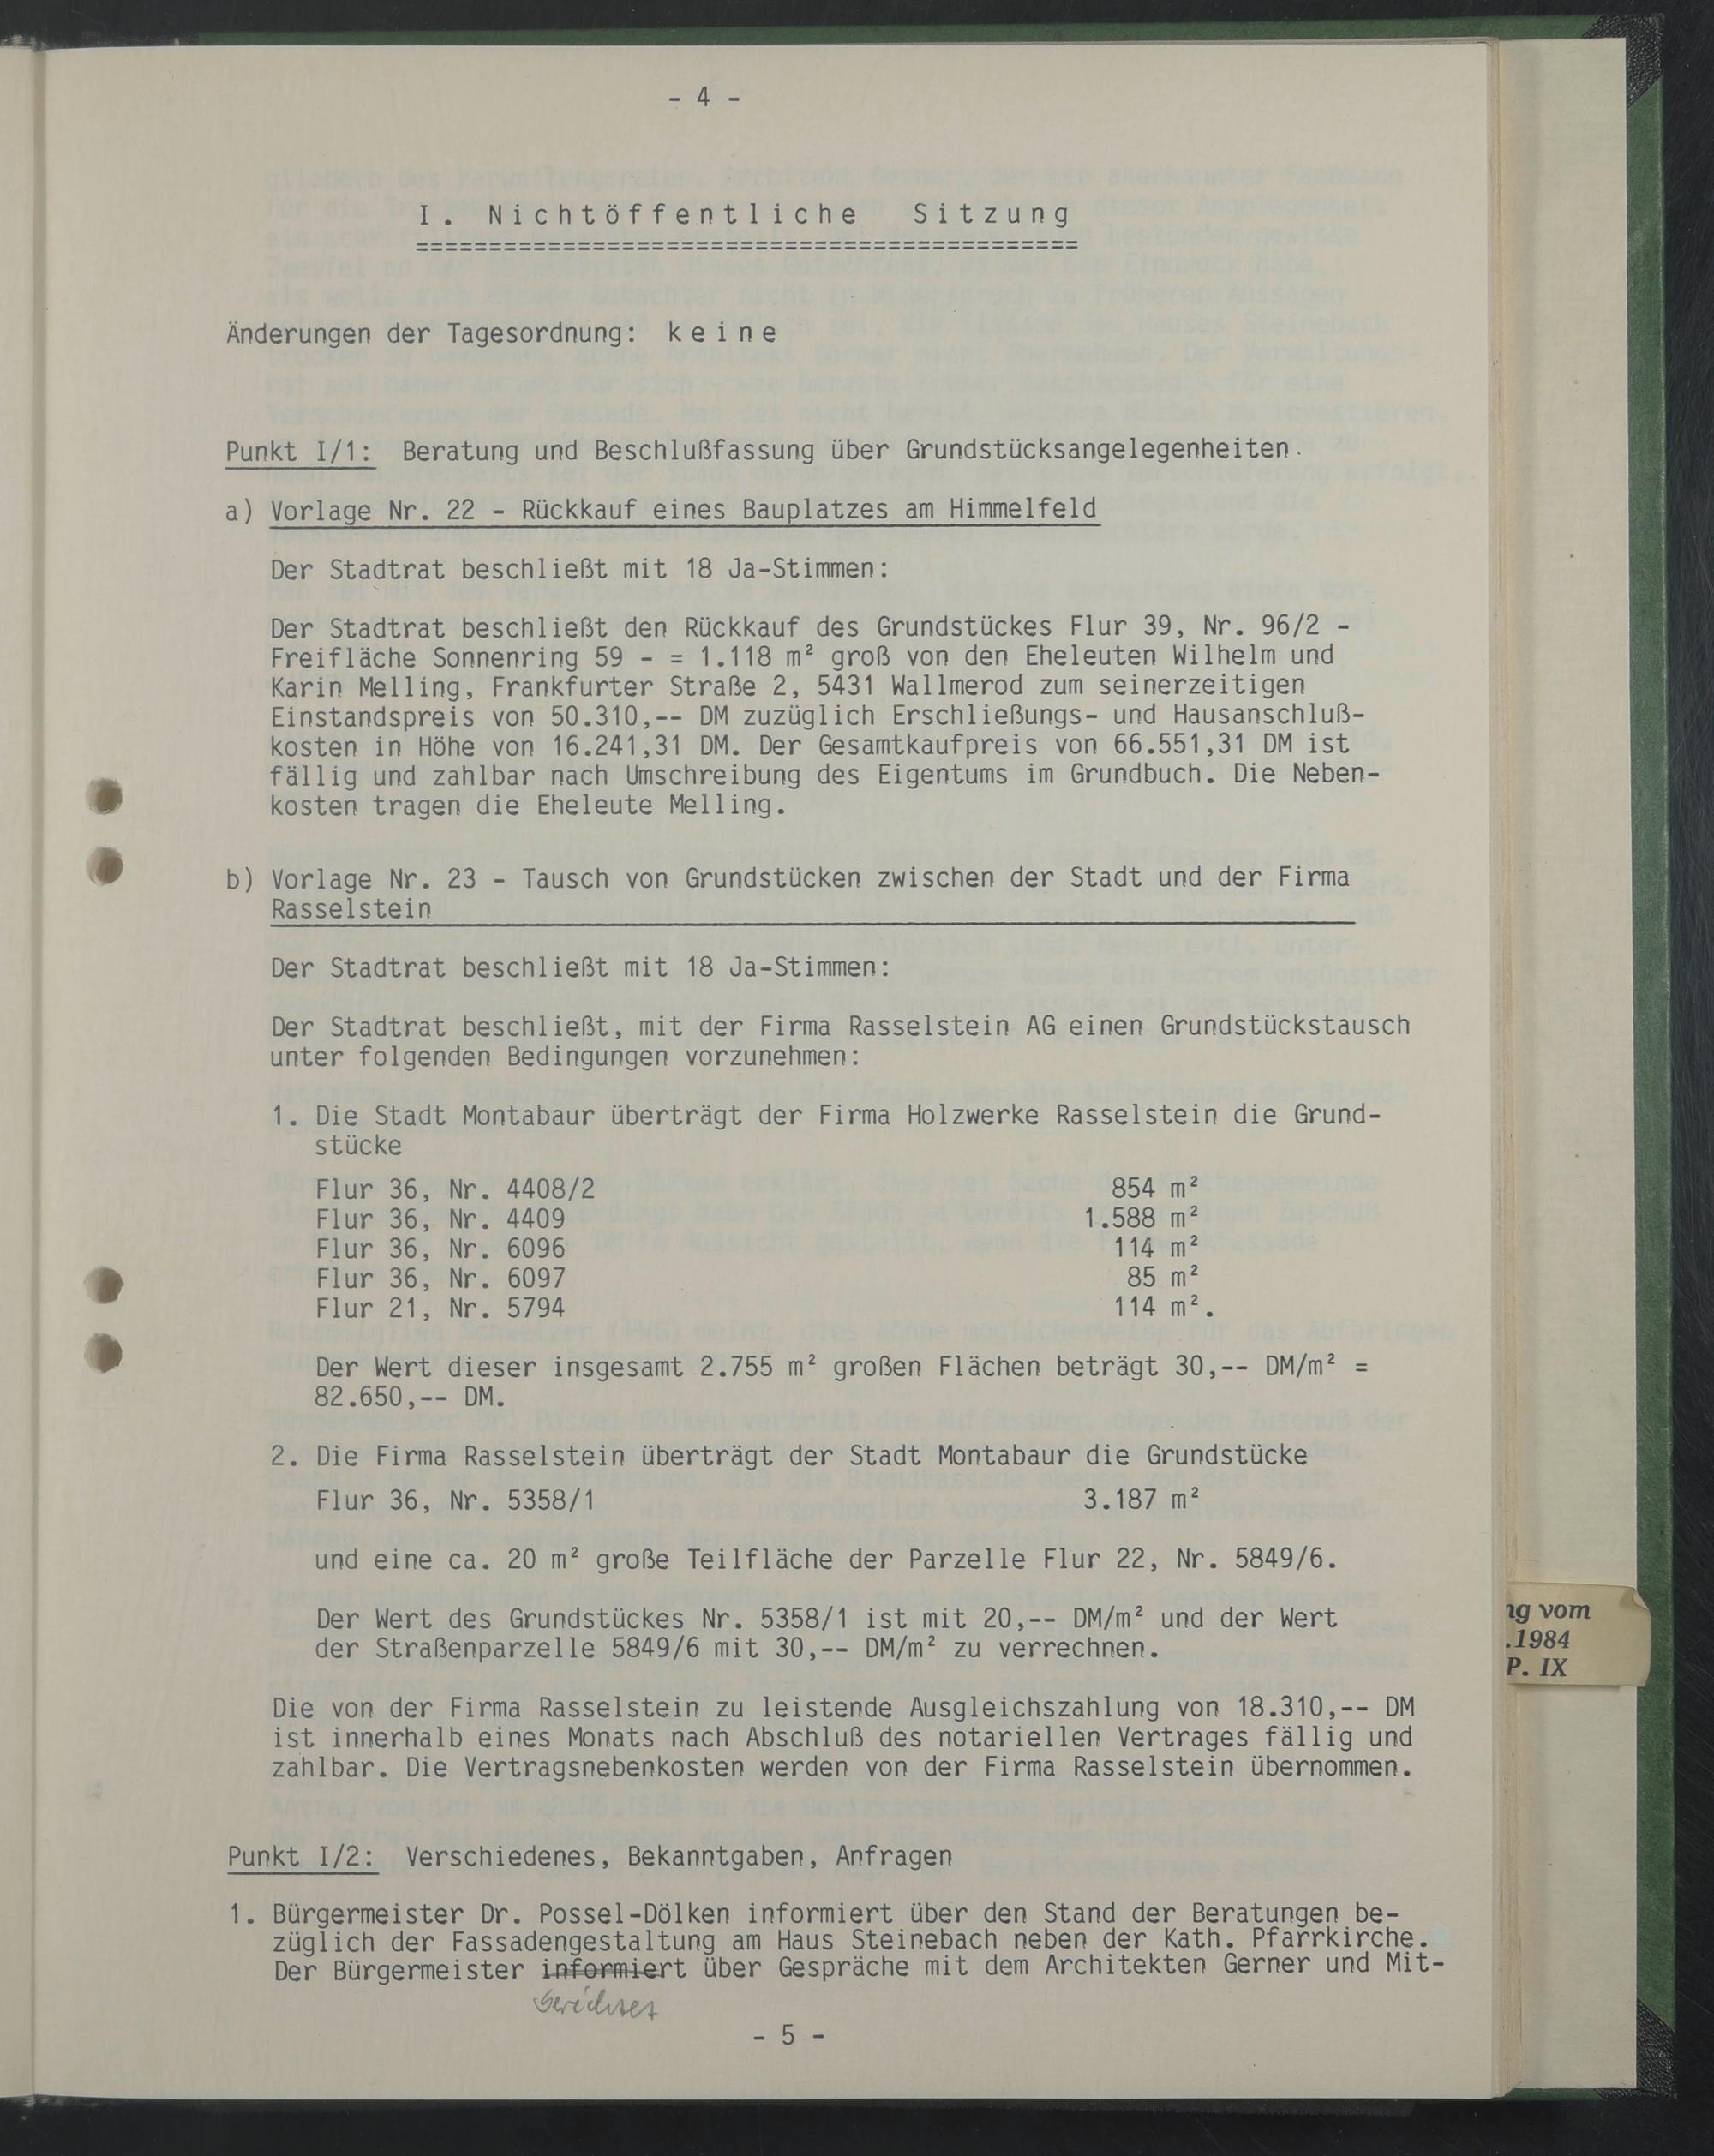 - 4 -
I. Nichtöffentliche Sitzung
=============================================
Änderungen der Tagesordnung: k e i n e
Punkt I/1: Beratung und Beschlußfassung über Grundstücksangelegenheiten.
a) Vorlage Nr. 22 - Rückkauf eines Bauplatzes am Himmelfeld
Der Stadtrat beschließt mit 18 Ja-Stimmen:
Der Stadtrat beschließt den Rückkauf des Grundstückes Flur 39, Nr. 96/2 -
Freifläche Sonnenring 59 - = 1.118 m² groß von den Eheleuten Wilhelm und
Karin Melling, Frankfurter Straße 2, 5431 Wallmerod zum seinerzeitigen
Einstandspreis von 50.310,-- DM zuzüglich Erschließungs- und Hausanschluß-
kosten in Höhe von 16.241,31 DM. Der Gesamtkaufpreis von 66.551,31 DM ist
fällig und zahlbar nach Umschreibung des Eigentums im Grundbuch. Die Neben-
kosten tragen die Eheleute Melling.
b) Vorlage Nr. 23 - Tausch von Grundstücken zwischen der Stadt und der Firma
Rasselstein
Der Stadtrat beschließt mit 18 Ja-Stimmen:
Der Stadtrat beschließt, mit der Firma Rasselstein AG einen Grundstückstausch
unter folgenden Bedingungen vorzunehmen:
1. Die Stadt Montabaur überträgt der Firma Holzwerke Rasselstein die Grund-
stücke
Flur 36, Nr. 4408/2 854 m²
Flur 36, Nr. 4409 1.588 m²
Flur 36, Nr. 6096 114 m²
Flur 36, Nr. 6097 85 m²
Flur 21, Nr. 5794 114 m².
Der Wert dieser insgesamt 2.755 m² großen Flächen beträgt 30,-- DM/m² =
82.650,-- DM.
2. Die Firma Rasselstein überträgt der Stadt Montabaur die Grundstücke
Flur 36, Nr. 5358/1 3.187 m²
und eine ca. 20 m² große Teilfläche der Parzelle Flur 22, Nr. 5849/6.
Der Wert des Grundstückes Nr. 5358/1 ist mit 20,-- DM/m² und der Wert
der Straßenparzelle 5849/6 mit 30,-- DM/m² zu verrechnen.
Die von der Firma Rasselstein zu leistende Ausgleichszahlung von 18.310,-- DM
ist innerhalb eines Monats nach Abschluß des notariellen Vertrages fällig und
zahlbar. Die Vertragsnebenkosten werden von der Firma Rasselstein übernommen.
Punkt I/2: Verschiedenes, Bekanntgaben, Anfragen
1. Bürgermeister Dr. Possel-Dölken informiert über den Stand der Beratungen be-
züglich der Fassadengestaltung am Haus Steinebach neben der Kath. Pfarrkirche.
Der Bürgermeister informiert über Gespräche mit dem Architekten Gerner und Mit-
berichtet
- 5 -
ng vom
.1984
P. IX